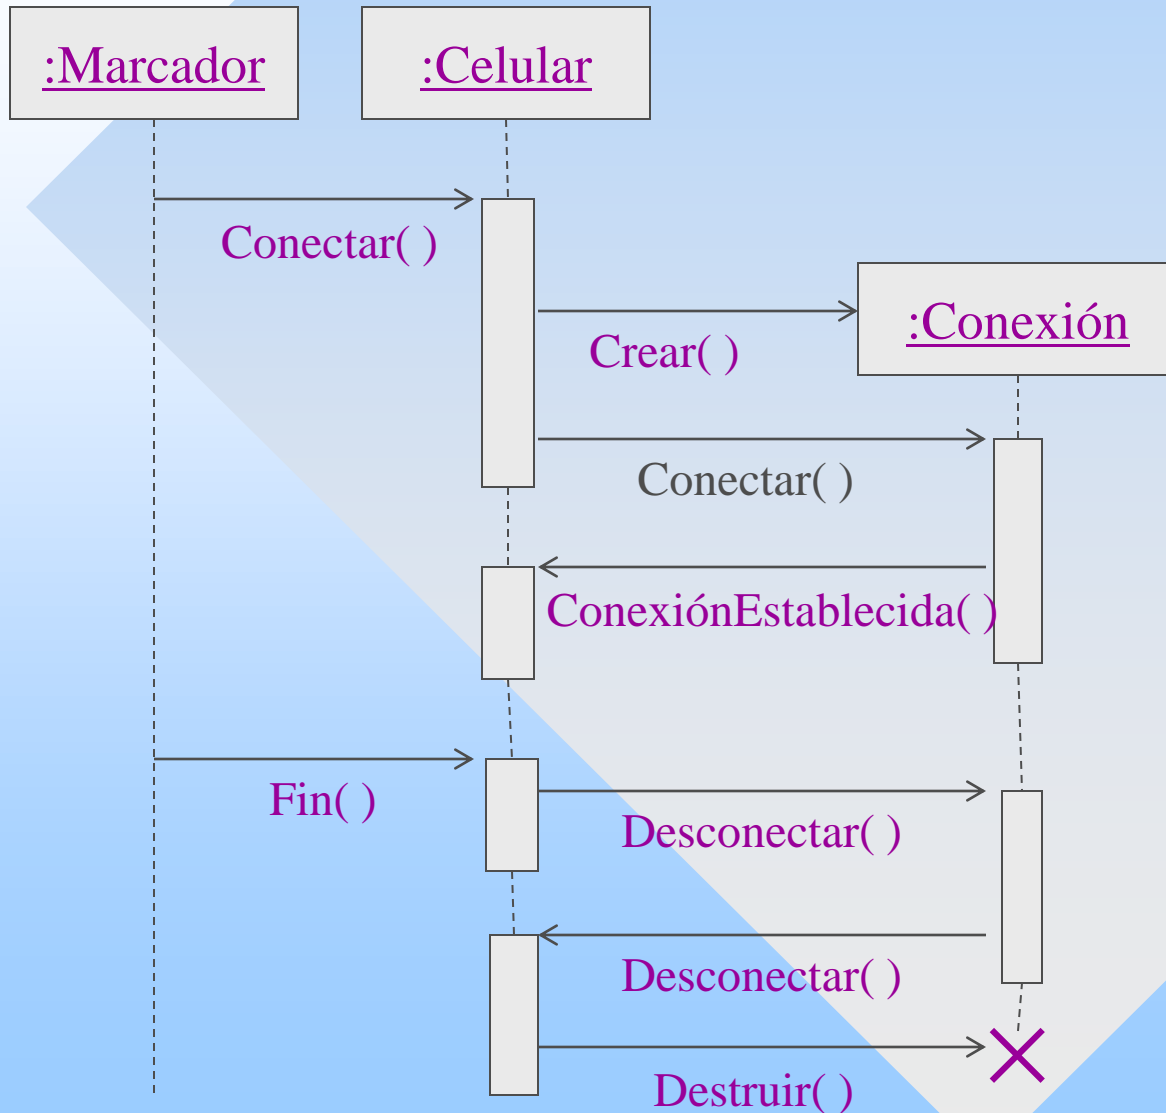 :Marcador
:Celular
Conectar( )
:Conexión
Crear( )
Conectar( )
ConexiónEstablecida( )
Fin( )
Desconectar( )
Desconectar( )
Destruir( )